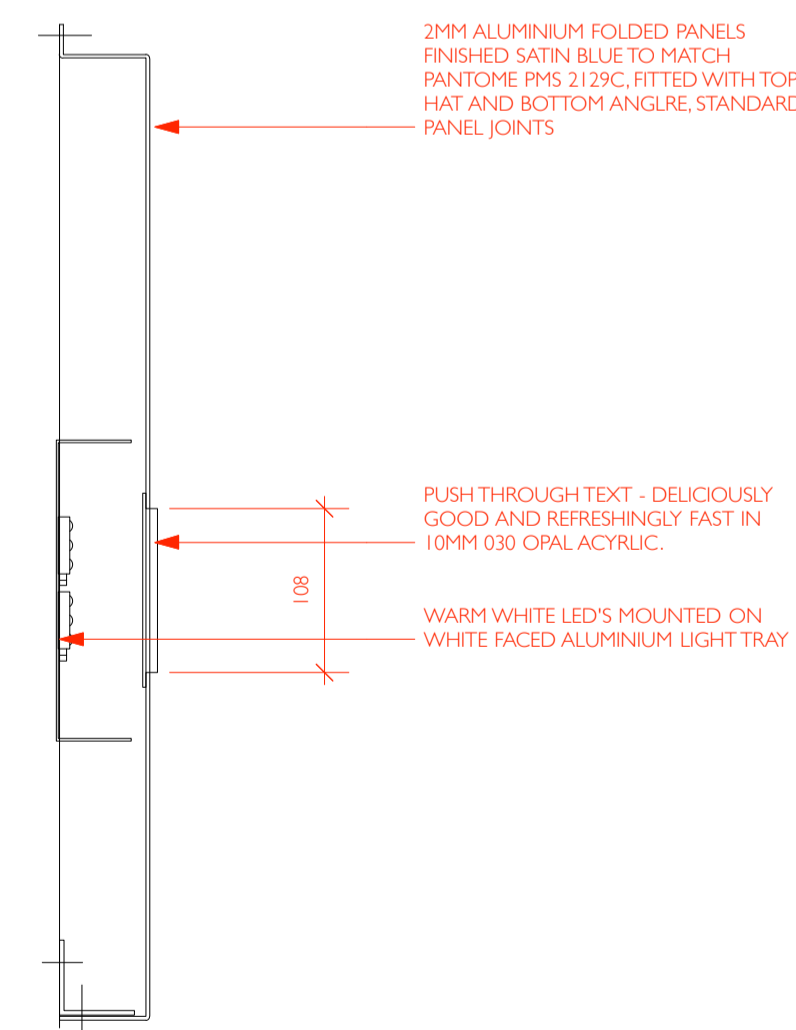 2MM ALUMINIUM FOLDED PANELS
FINISHED SATIN BLUE TO MATCH
PANTOME PMS 2129C, FITTED WITH TOP
HAT AND BOTTOM ANGLRE, STANDARD
PANEL JOINTS
PUSH THROUGH TEXT - DELICIOUSLY
GOOD AND REFRESHINGLY FAST IN
10MM 030 OPAL ACYRLIC.
108
WARM WHITE LED'S MOUNTED ON
WHITE FACED ALUMINIUM LIGHT TRAY